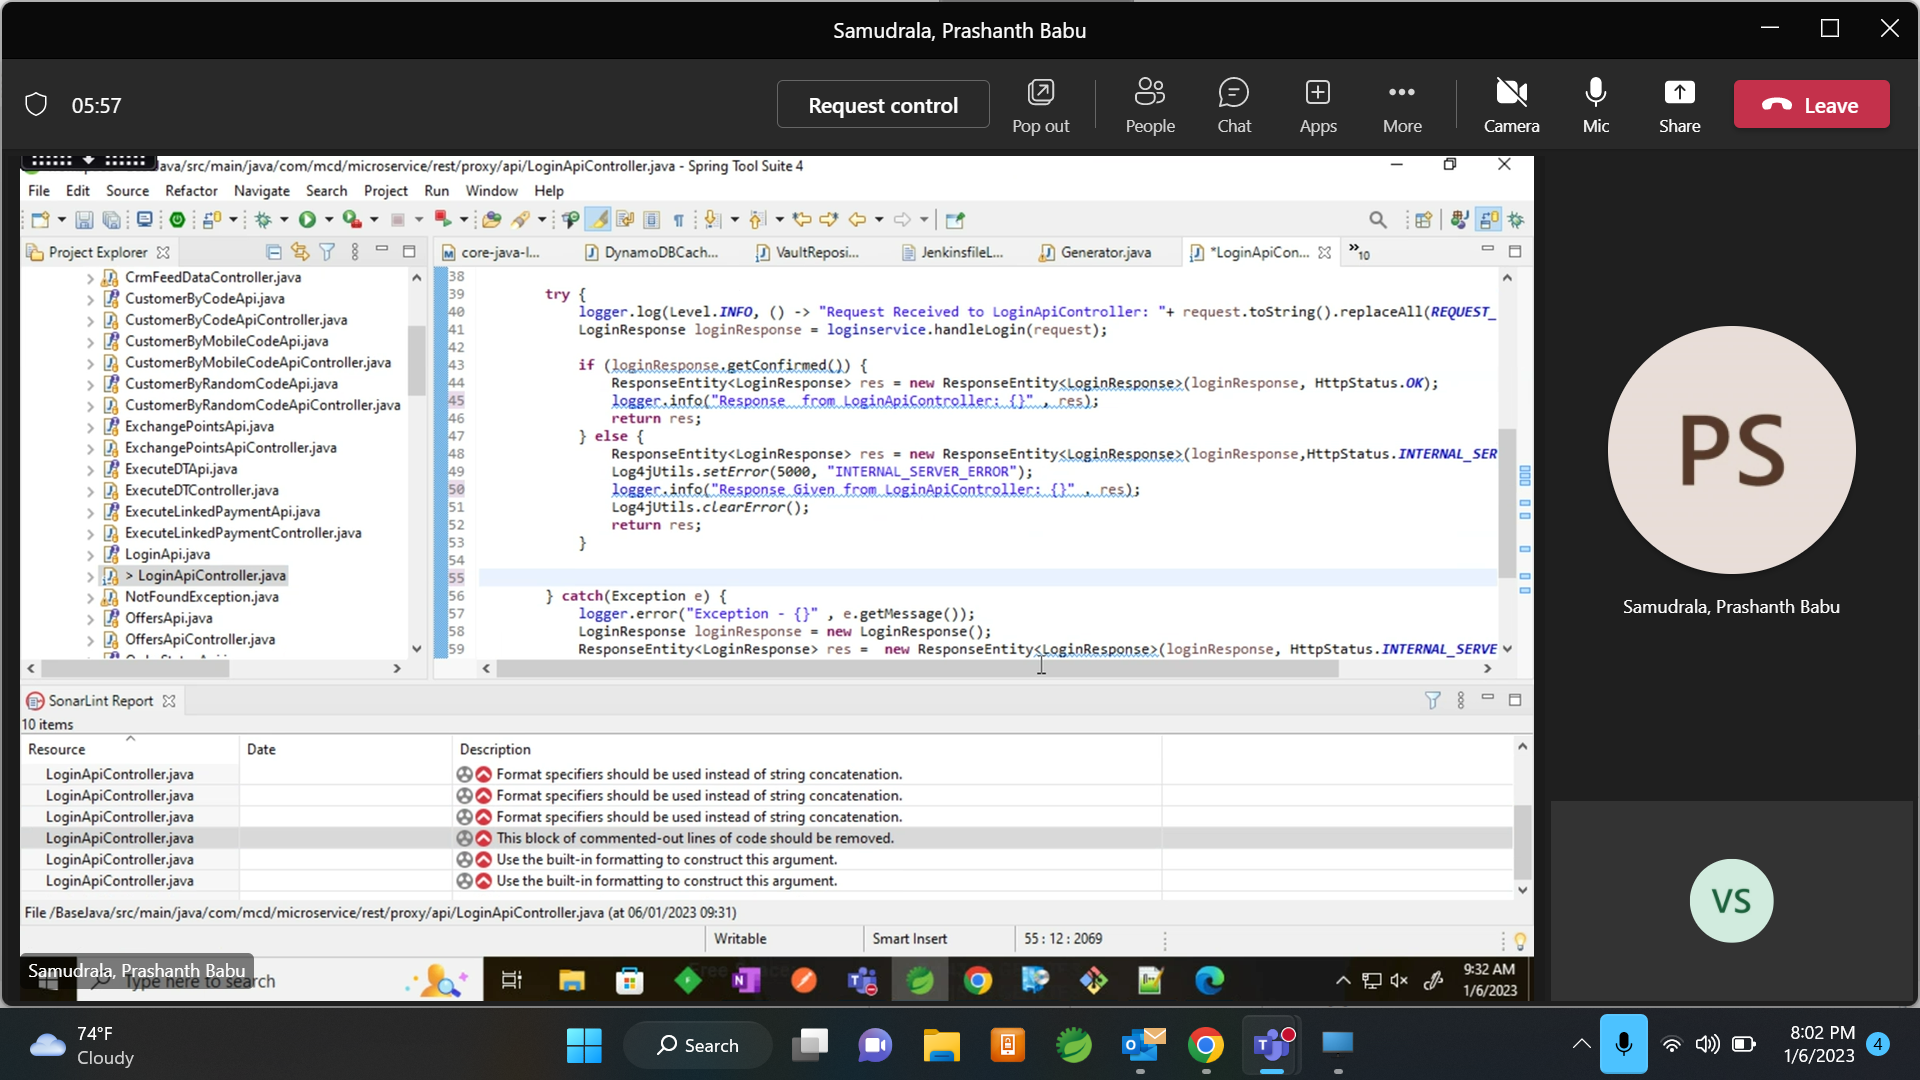 Samudrala, Prashanth Babu
05:57
Request control
Pop out
People
Chat
Apps
More
Camera
Mic
Share
Leave
ava/src/main/java/com/mcd/microservice/rest/proxy/api/LoginApiController.java - Spring Tool Suite 4
File Edit Source Refactor Navigate Search Project Run Window Help
Project Explorer
core-java-l...
DynamoDBCach...
VaultReposi...
JenkinsfileL...
Generator.java
*LoginApiCon...
»10
CrmFeedDataController.java
CustomerByCodeApi.java
CustomerByCodeApiController.java
CustomerByMobileCodeApi.java
CustomerByMobileCodeApiController.java
CustomerByRandomCodeApi.java
CustomerByRandomCodeApiController.java
ExchangePointsApi.java
ExchangePointsApiController.java
ExecuteDTApi.java
ExecuteDTController.java
ExecuteLinkedPaymentApi.java
ExecuteLinkedPaymentController.java
LoginApi.java
> LoginApiController.java
NotFoundException.java
OffersApi.java
OffersApiController.java
38
39 try {
40 logger.log(Level.INFO, () -> "Request Received to LoginApiController: "+ request.toString().replaceAll(REQUEST_
41 LoginResponse loginResponse = loginservice.handleLogin(request);
42
43 if (loginResponse.getConfirmed()) {
44 ResponseEntity<LoginResponse> res = new ResponseEntity<LoginResponse>(loginResponse, HttpStatus.OK);
45 logger.info("Response  from LoginApiController: {}" , res);
46 return res;
47 } else {
48 ResponseEntity<LoginResponse> res = new ResponseEntity<LoginResponse>(loginResponse,HttpStatus.INTERNAL_SER
49 Log4jUtils.setError(5000, "INTERNAL_SERVER_ERROR");
50 logger.info("Response Given from LoginApiController: {}" , res);
51 Log4jUtils.clearError();
52 return res;
53 }
54
55
56 } catch(Exception e) {
57 logger.error("Exception - {}" , e.getMessage());
58 LoginResponse loginResponse = new LoginResponse();
59 ResponseEntity<LoginResponse> res =  new ResponseEntity<LoginResponse>(loginResponse, HttpStatus.INTERNAL_SERVE
PS
Samudrala, Prashanth Babu
VS
SonarLint Report
10 items
Resource Date Description
LoginApiController.java Format specifiers should be used instead of string concatenation.
LoginApiController.java Format specifiers should be used instead of string concatenation.
LoginApiController.java Format specifiers should be used instead of string concatenation.
LoginApiController.java This block of commented-out lines of code should be removed.
LoginApiController.java Use the built-in formatting to construct this argument.
LoginApiController.java Use the built-in formatting to construct this argument.
File /BaseJava/src/main/java/com/mcd/microservice/rest/proxy/api/LoginApiController.java (at 06/01/2023 09:31)
Writable Smart Insert 55 : 12 : 2069
Samudrala, Prashanth Babu
Type here to search
9:32 AM
1/6/2023
74°F
Cloudy
Search
8:02 PM
1/6/2023
4